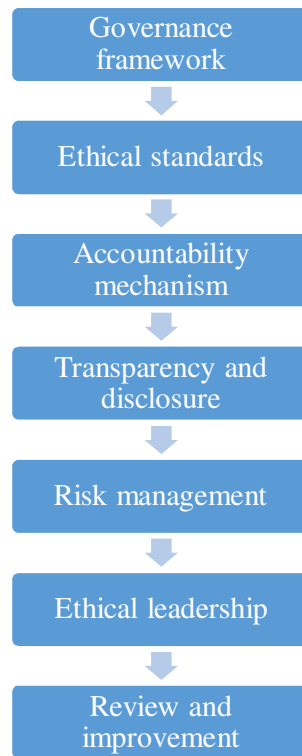 Governance
framework
Ethical standards
Accountability
mechanism
Transparency and
disclosure
Risk management
Ethical leadership
Review and
improvement